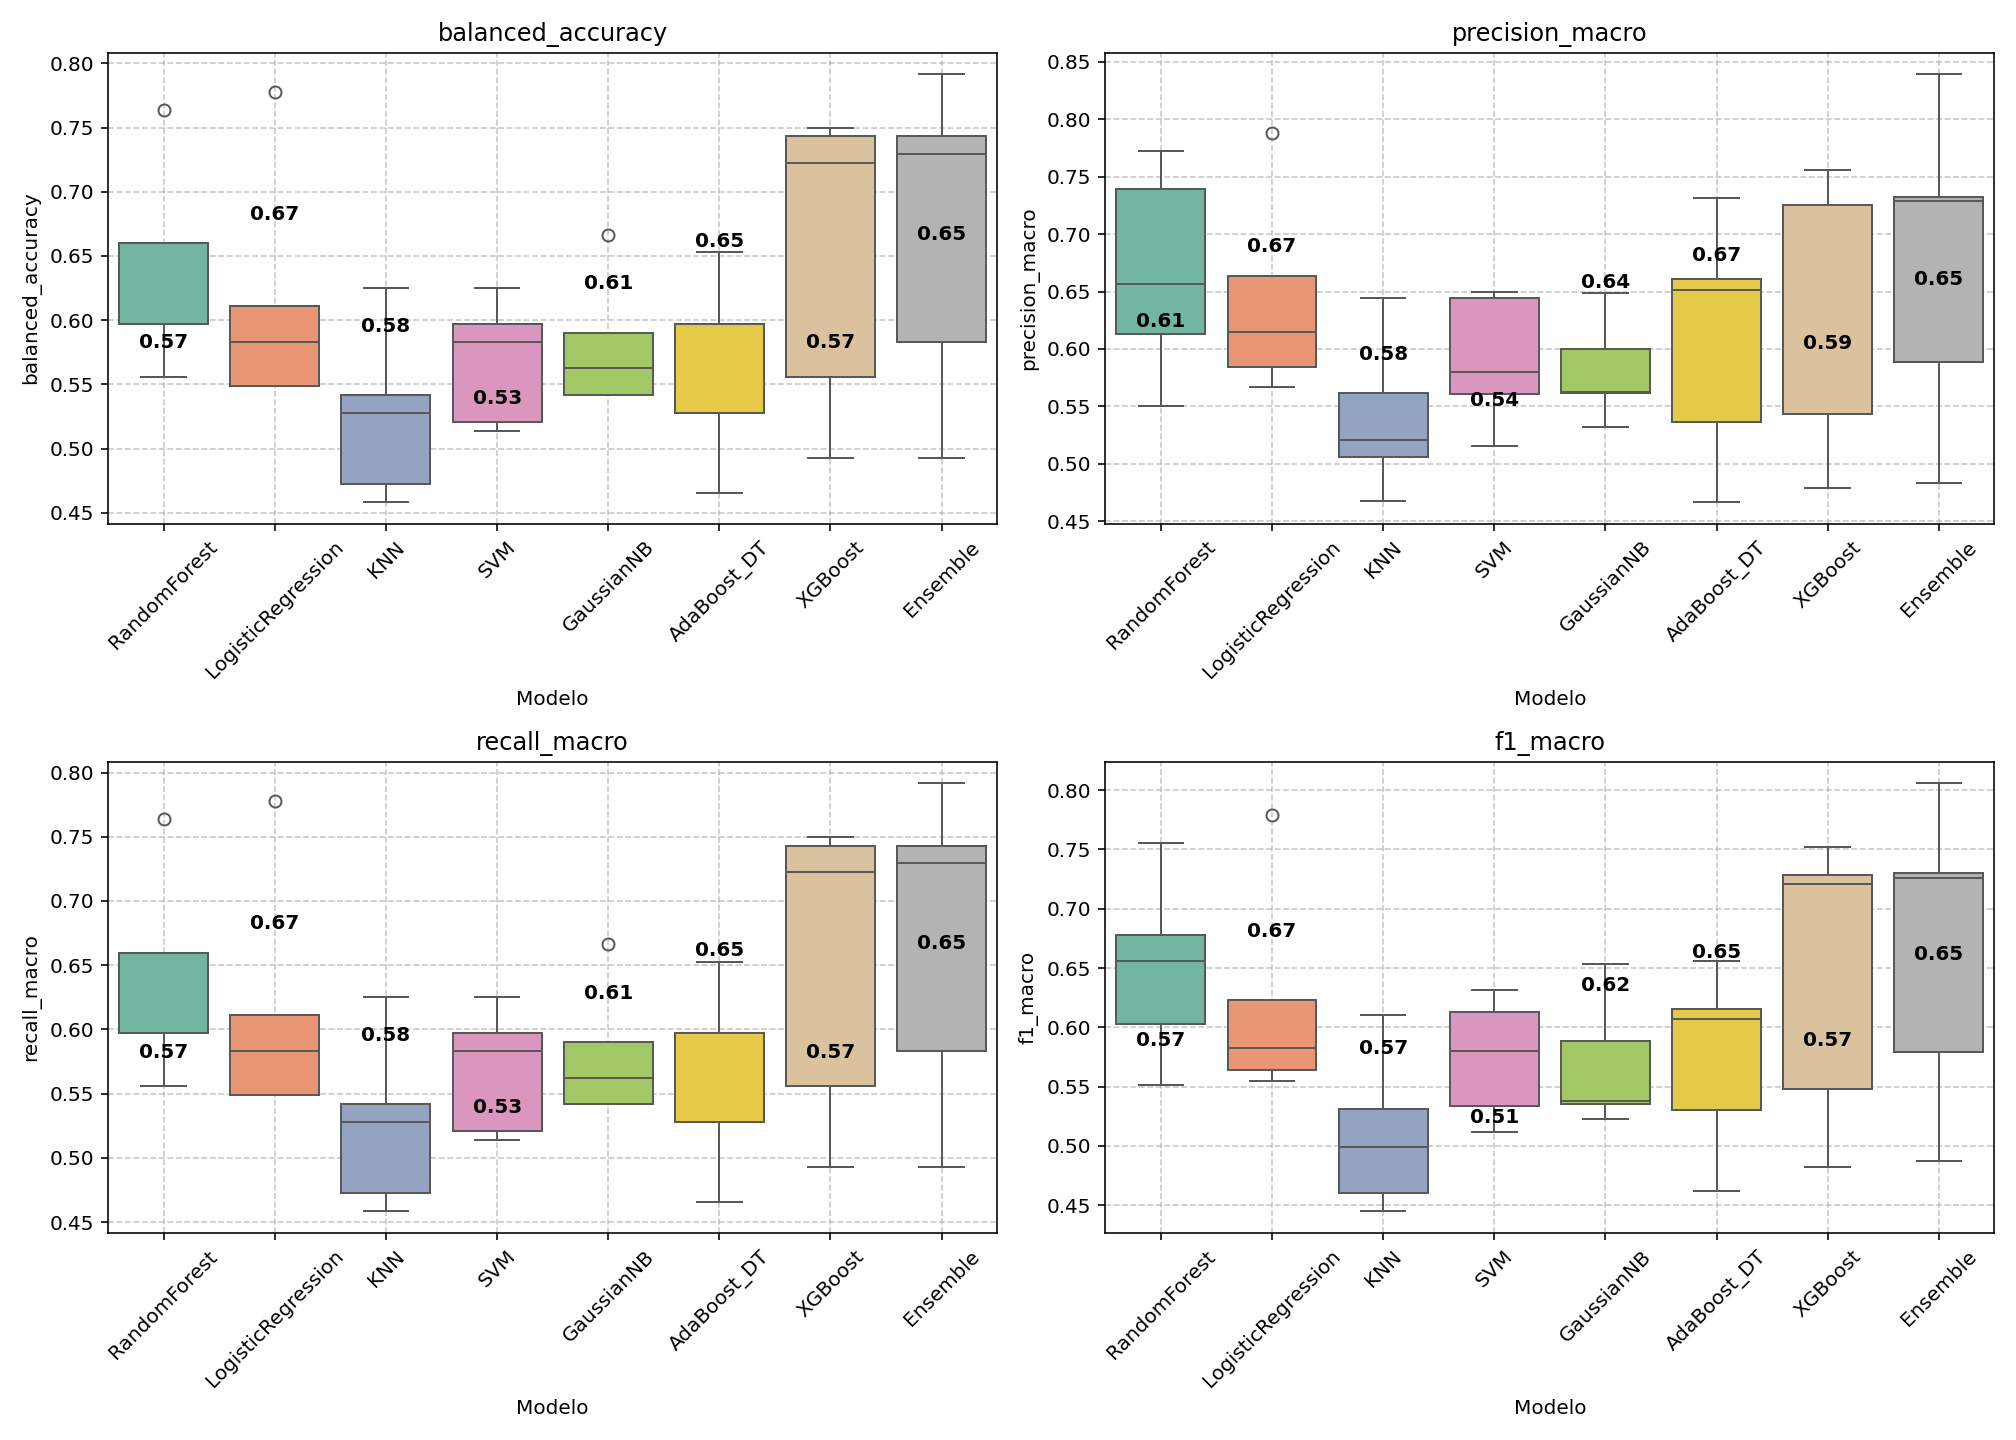 balanced_accuracy
balanced_accuracy
0.80
0.75
0.70
0.65
0.60
0.55
0.50
0.45
0.57
0.67
0.58
0.53
0.61
0.65
0.57
0.65
RandomForest
LogisticRegression
KNN
SVM
GaussianNB
AdaBoost_DT
XGBoost
Ensemble
Modelo
precision_macro
precision_macro
0.85
0.80
0.75
0.70
0.65
0.60
0.55
0.50
0.45
0.61
0.67
0.58
0.54
0.64
0.67
0.59
0.65
RandomForest
LogisticRegression
KNN
SVM
GaussianNB
AdaBoost_DT
XGBoost
Ensemble
Modelo
recall_macro
recall_macro
0.80
0.75
0.70
0.65
0.60
0.55
0.50
0.45
0.57
0.67
0.58
0.53
0.61
0.65
0.57
0.65
RandomForest
LogisticRegression
KNN
SVM
GaussianNB
AdaBoost_DT
XGBoost
Ensemble
Modelo
f1_macro
f1_macro
0.80
0.75
0.70
0.65
0.60
0.55
0.50
0.45
0.57
0.67
0.57
0.51
0.62
0.65
0.57
0.65
RandomForest
LogisticRegression
KNN
SVM
GaussianNB
AdaBoost_DT
XGBoost
Ensemble
Modelo